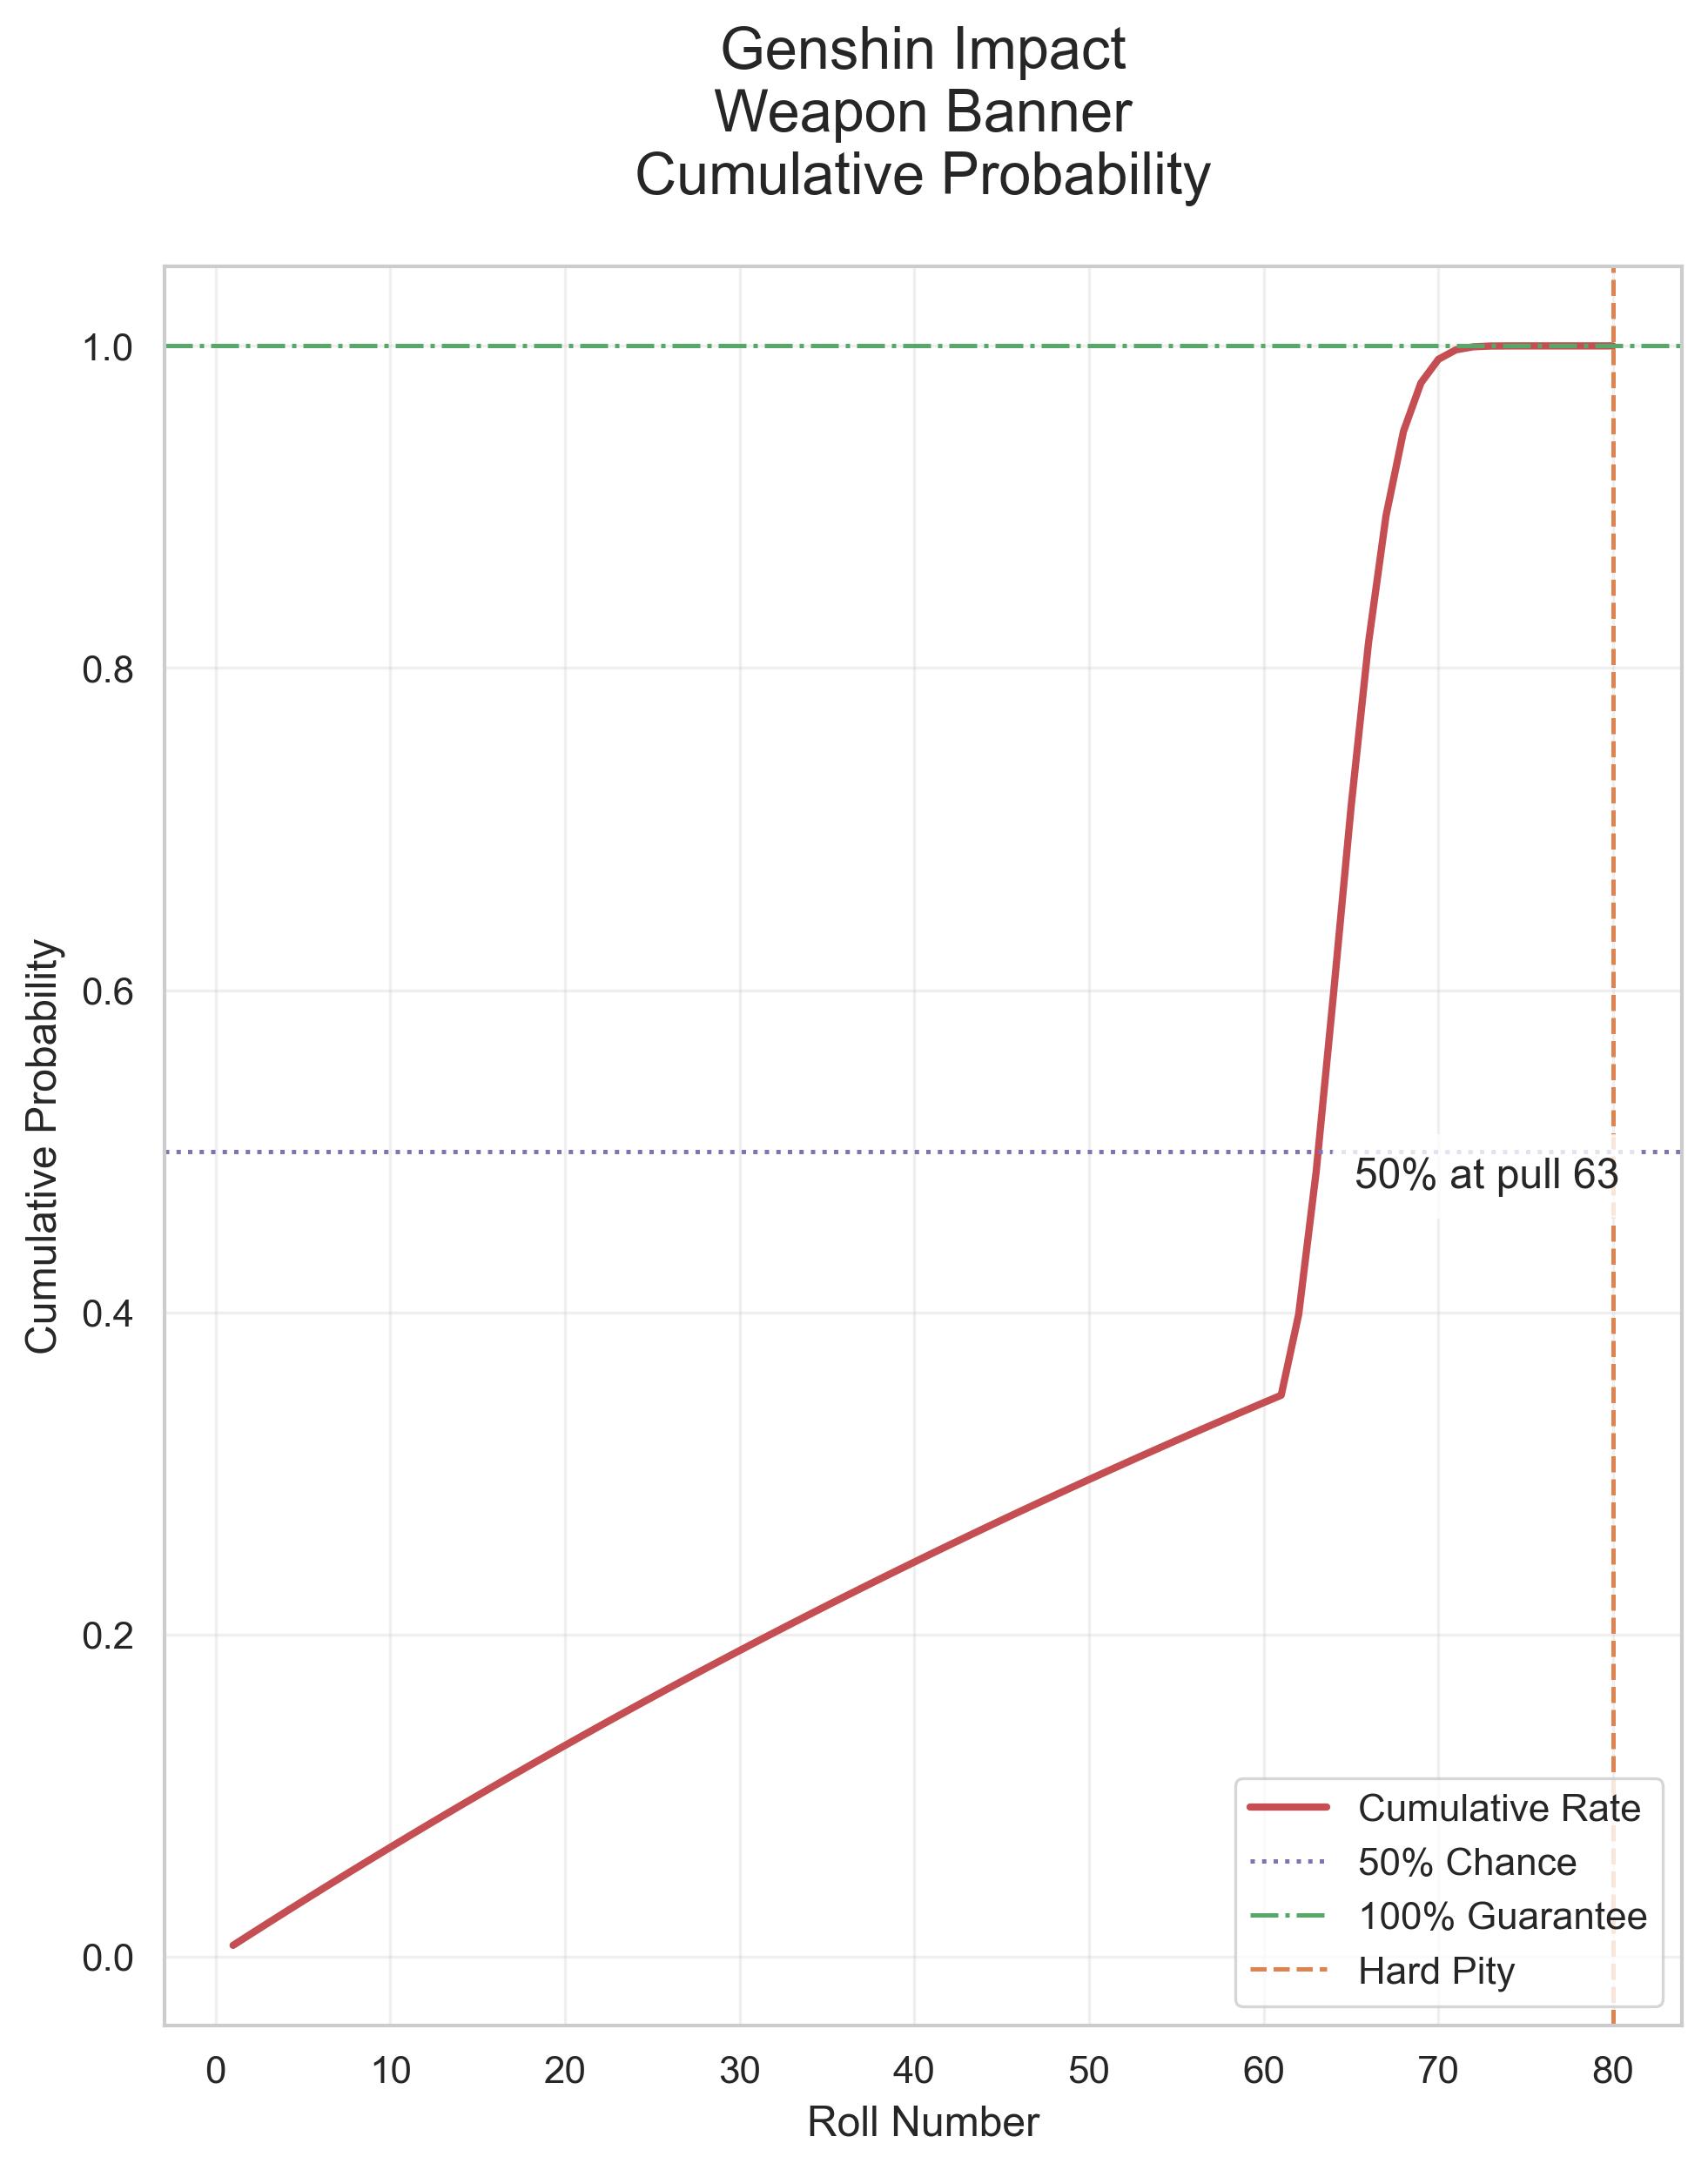 Genshin Impact
Weapon Banner
Cumulative Probability
Cumulative Probability
1.0
0.8
0.6
0.4
0.2
0.0
50% at pull 63
Cumulative Rate
50% Chance
100% Guarantee
Hard Pity
0 10 20 30 40 50 60 70 80
Roll Number